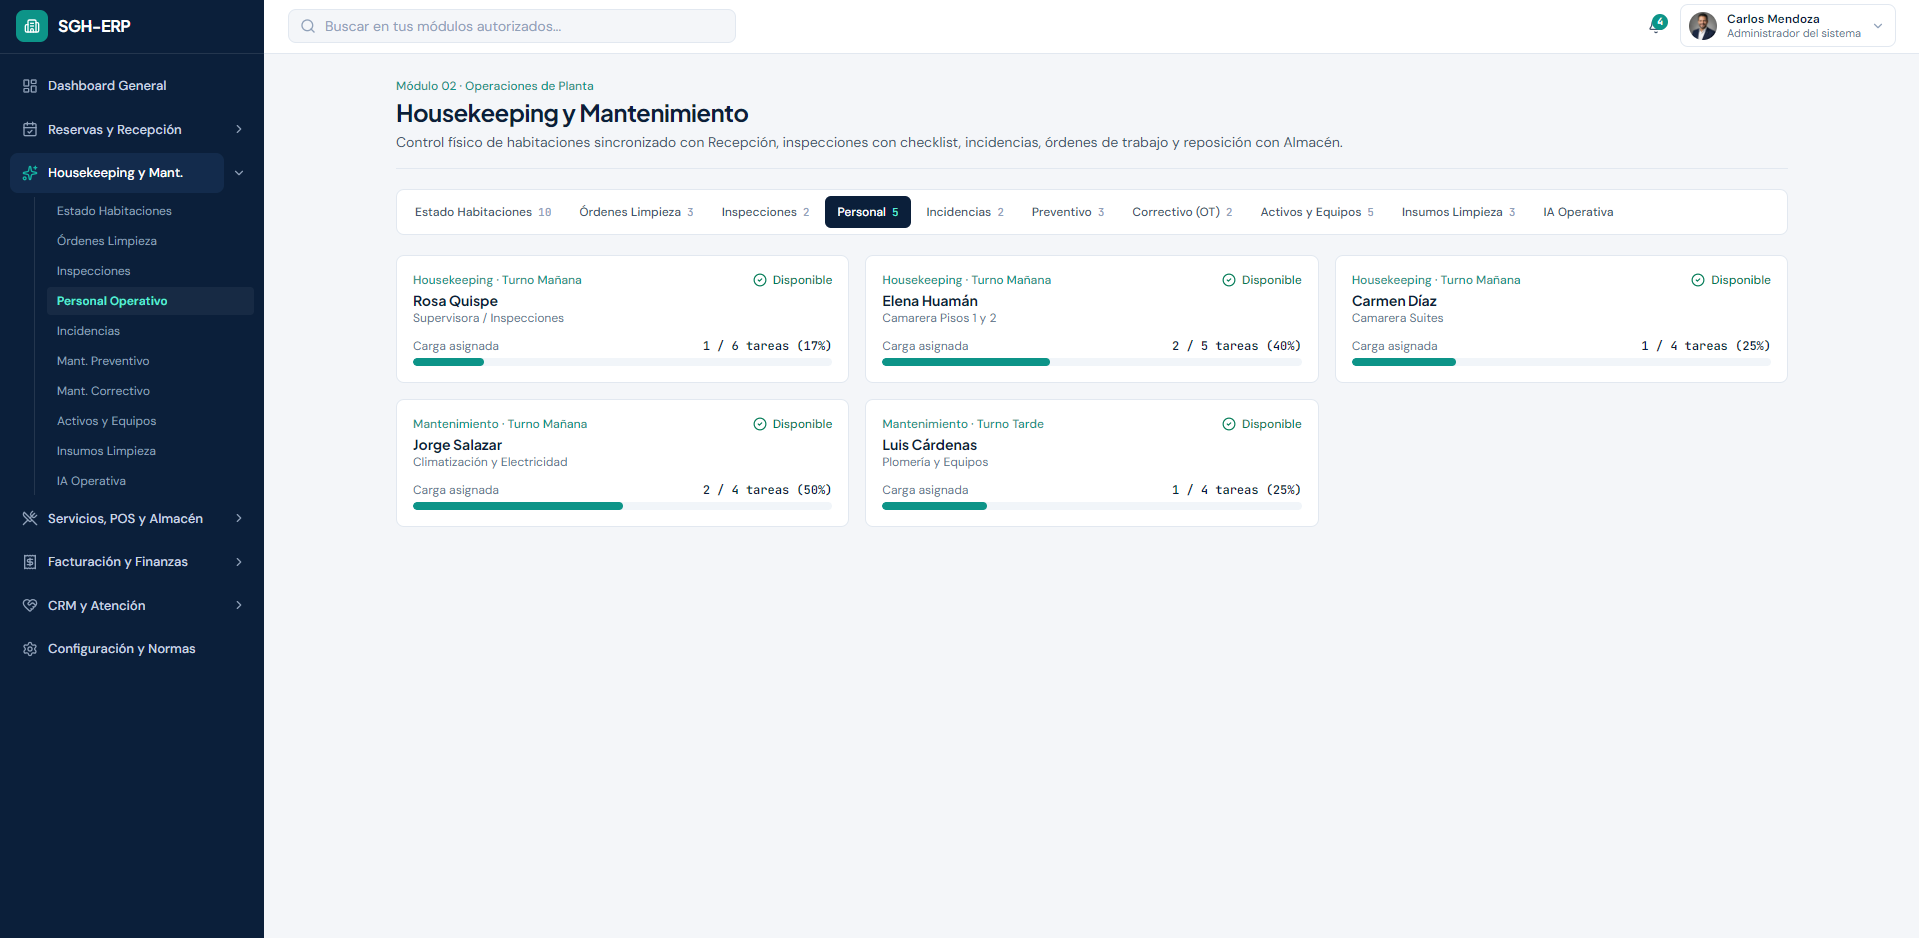 SGH-ERP
Buscar en tus módulos autorizados...
4
Carlos Mendoza
Administrador del sistema
Dashboard General
Reservas y Recepción
Housekeeping y Mant.
Estado Habitaciones
Órdenes Limpieza
Inspecciones
Personal Operativo
Incidencias
Mant. Preventivo
Mant. Correctivo
Activos y Equipos
Insumos Limpieza
IA Operativa
Servicios, POS y Almacén
Facturación y Finanzas
CRM y Atención
Configuración y Normas
Módulo 02 · Operaciones de Planta
Housekeeping y Mantenimiento
Control físico de habitaciones sincronizado con Recepción, inspecciones con checklist, incidencias, órdenes de trabajo y reposición con Almacén.
Estado Habitaciones 10 Órdenes Limpieza 3 Inspecciones 2 Personal 5 Incidencias 2 Preventivo 3 Correctivo (OT) 2 Activos y Equipos 5 Insumos Limpieza 3 IA Operativa
Housekeeping · Turno Mañana Disponible
Rosa Quispe
Supervisora / Inspecciones
Carga asignada 1 / 6 tareas (17%)
Housekeeping · Turno Mañana Disponible
Elena Huamán
Camarera Pisos 1 y 2
Carga asignada 2 / 5 tareas (40%)
Housekeeping · Turno Mañana Disponible
Carmen Díaz
Camarera Suites
Carga asignada 1 / 4 tareas (25%)
Mantenimiento · Turno Mañana Disponible
Jorge Salazar
Climatización y Electricidad
Carga asignada 2 / 4 tareas (50%)
Mantenimiento · Turno Tarde Disponible
Luis Cárdenas
Plomería y Equipos
Carga asignada 1 / 4 tareas (25%)